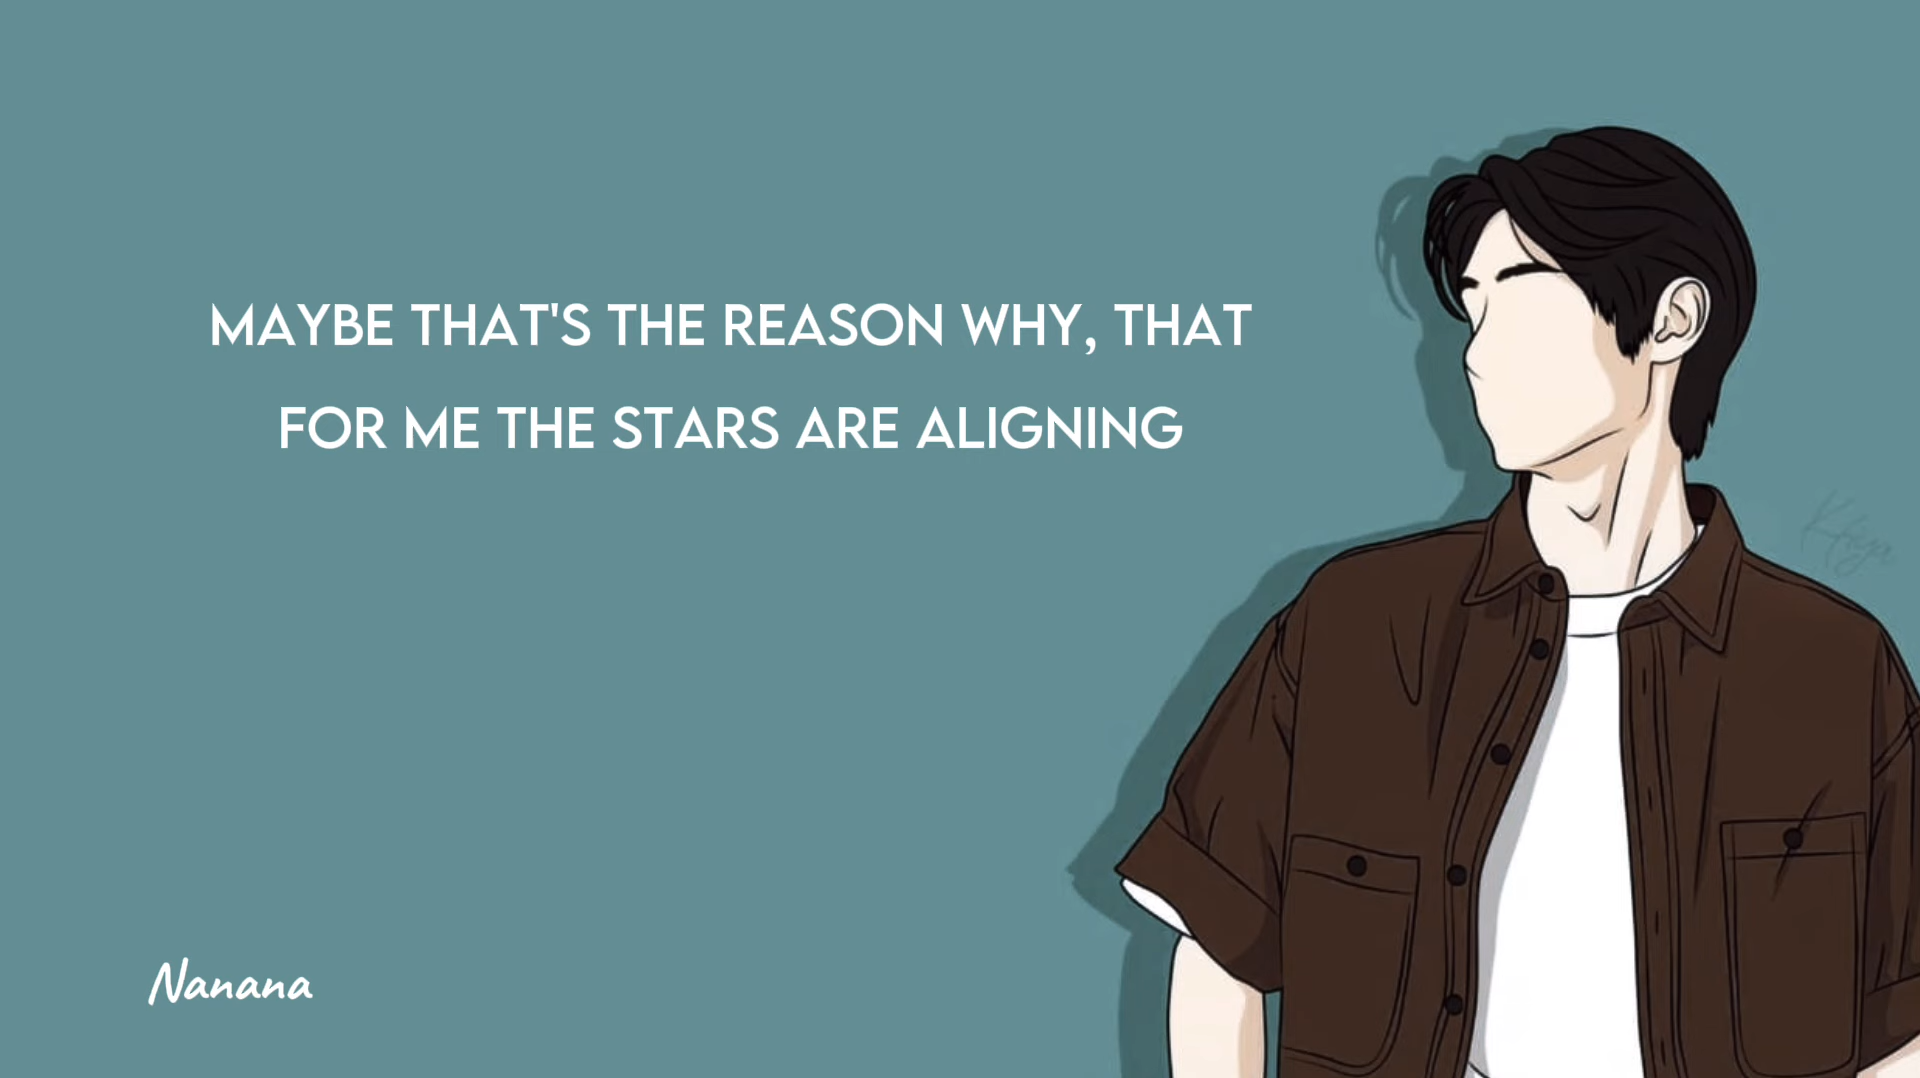 MAYBE THAT'S THE REASON WHY, THAT
FOR ME THE STARS ARE ALIGNING
Nanana